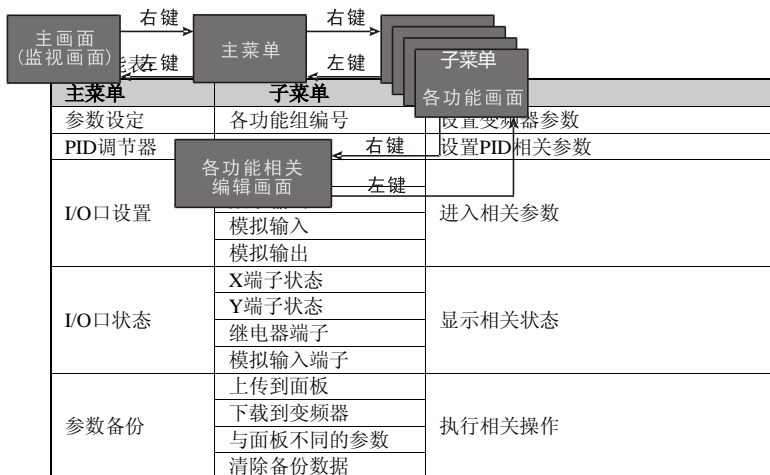 右键
右键
主画面
(监视画面)
主菜单
左键
左键
子菜单
各功能画面
能表:
主菜单 子菜单
参数设定 各功能组编号 设置变频器参数
PID调节器 设置PID相关参数
右键
各功能相关
编辑画面
左键
I/O口设置 进入相关参数
模拟输入
模拟输出
I/O口状态 显示相关状态
X端子状态
Y端子状态
继电器端子
模拟输入端子
参数备份 执行相关操作
上传到面板
下载到变频器
与面板不同的参数
清除备份数据